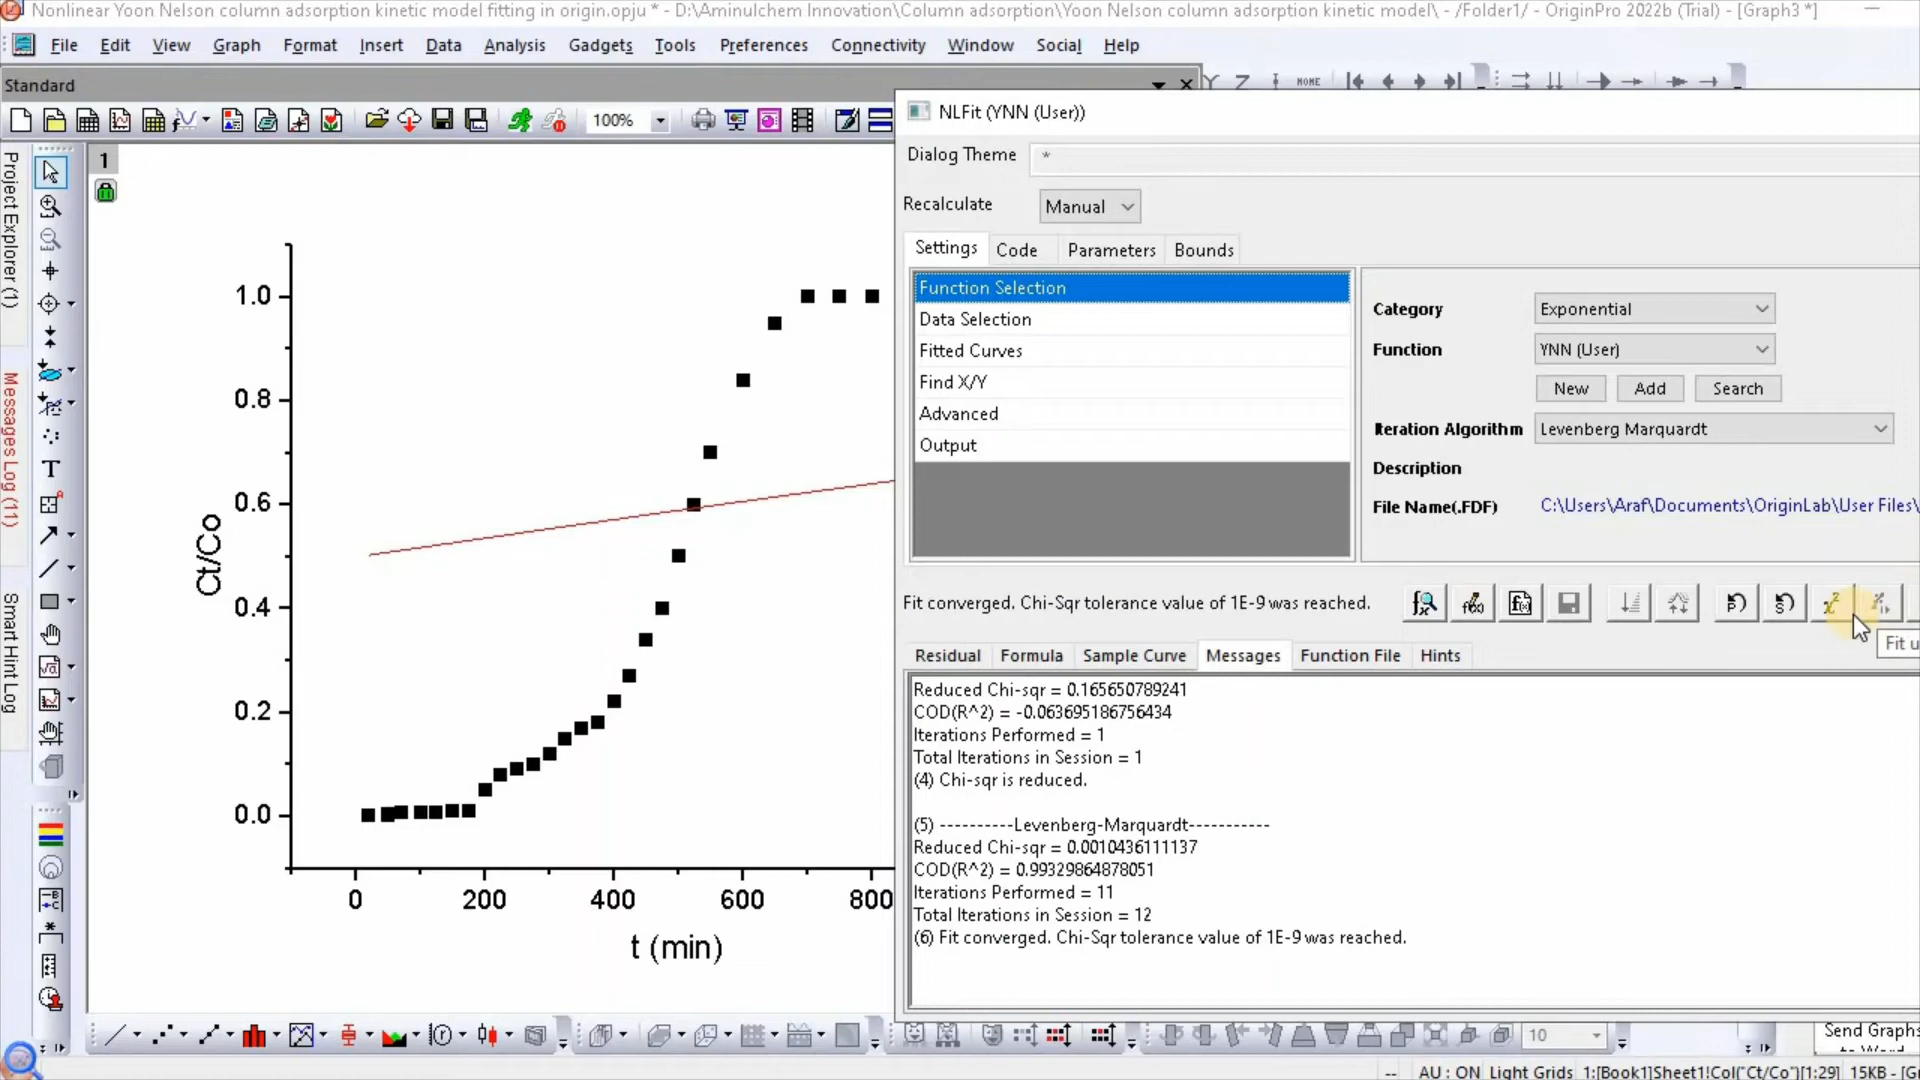 Nonlinear Yoon Nelson column adsorption kinetic model fitting in origin.opju * - D:\Aminulchem Innovation\Column adsorption\Yoon Nelson column adsorption kinetic model\ - /Folder1/ - OriginPro 2022b (Trial) - [Graph3 *]
File Edit View Graph Format Insert Data Analysis Gadgets Tools Preferences Connectivity Window Social Help
Standard
Y Z HOME
100%
NLFit (YNN (User))
Dialog Theme *
Recalculate Manual
Settings Code Parameters Bounds
Function Selection
Data Selection
Fitted Curves
Find X/Y
Advanced
Output
Category Exponential
Function YNN (User)
New Add Search
Iteration Algorithm Levenberg Marquardt
Description
File Name(.FDF) C:\Users\Araf\Documents\OriginLab\User Files\
Fit converged. Chi-Sqr tolerance value of 1E-9 was reached.
Fit u
Residual Formula Sample Curve Messages Function File Hints
Reduced Chi-sqr = 0.165650789241
COD(R^2) = -0.063695186756434
Iterations Performed = 1
Total Iterations in Session = 1
(4) Chi-sqr is reduced.
(5) ----------Levenberg-Marquardt-----------
Reduced Chi-sqr = 0.0010436111137
COD(R^2) = 0.99329864878051
Iterations Performed = 11
Total Iterations in Session = 12
(6) Fit converged. Chi-Sqr tolerance value of 1E-9 was reached.
Project Explorer (1)
Messages Log (11)
Smart Hint Log
T
1
1.0
0.8
0.6
0.4
0.2
0.0
Ct/Co
0 200 400 600 800
t (min)
10
Send Graphs
-- AU : ON Light Grids 1:[Book1]Sheet1!Col("Ct/Co")[1:29] 15KB - [Gr